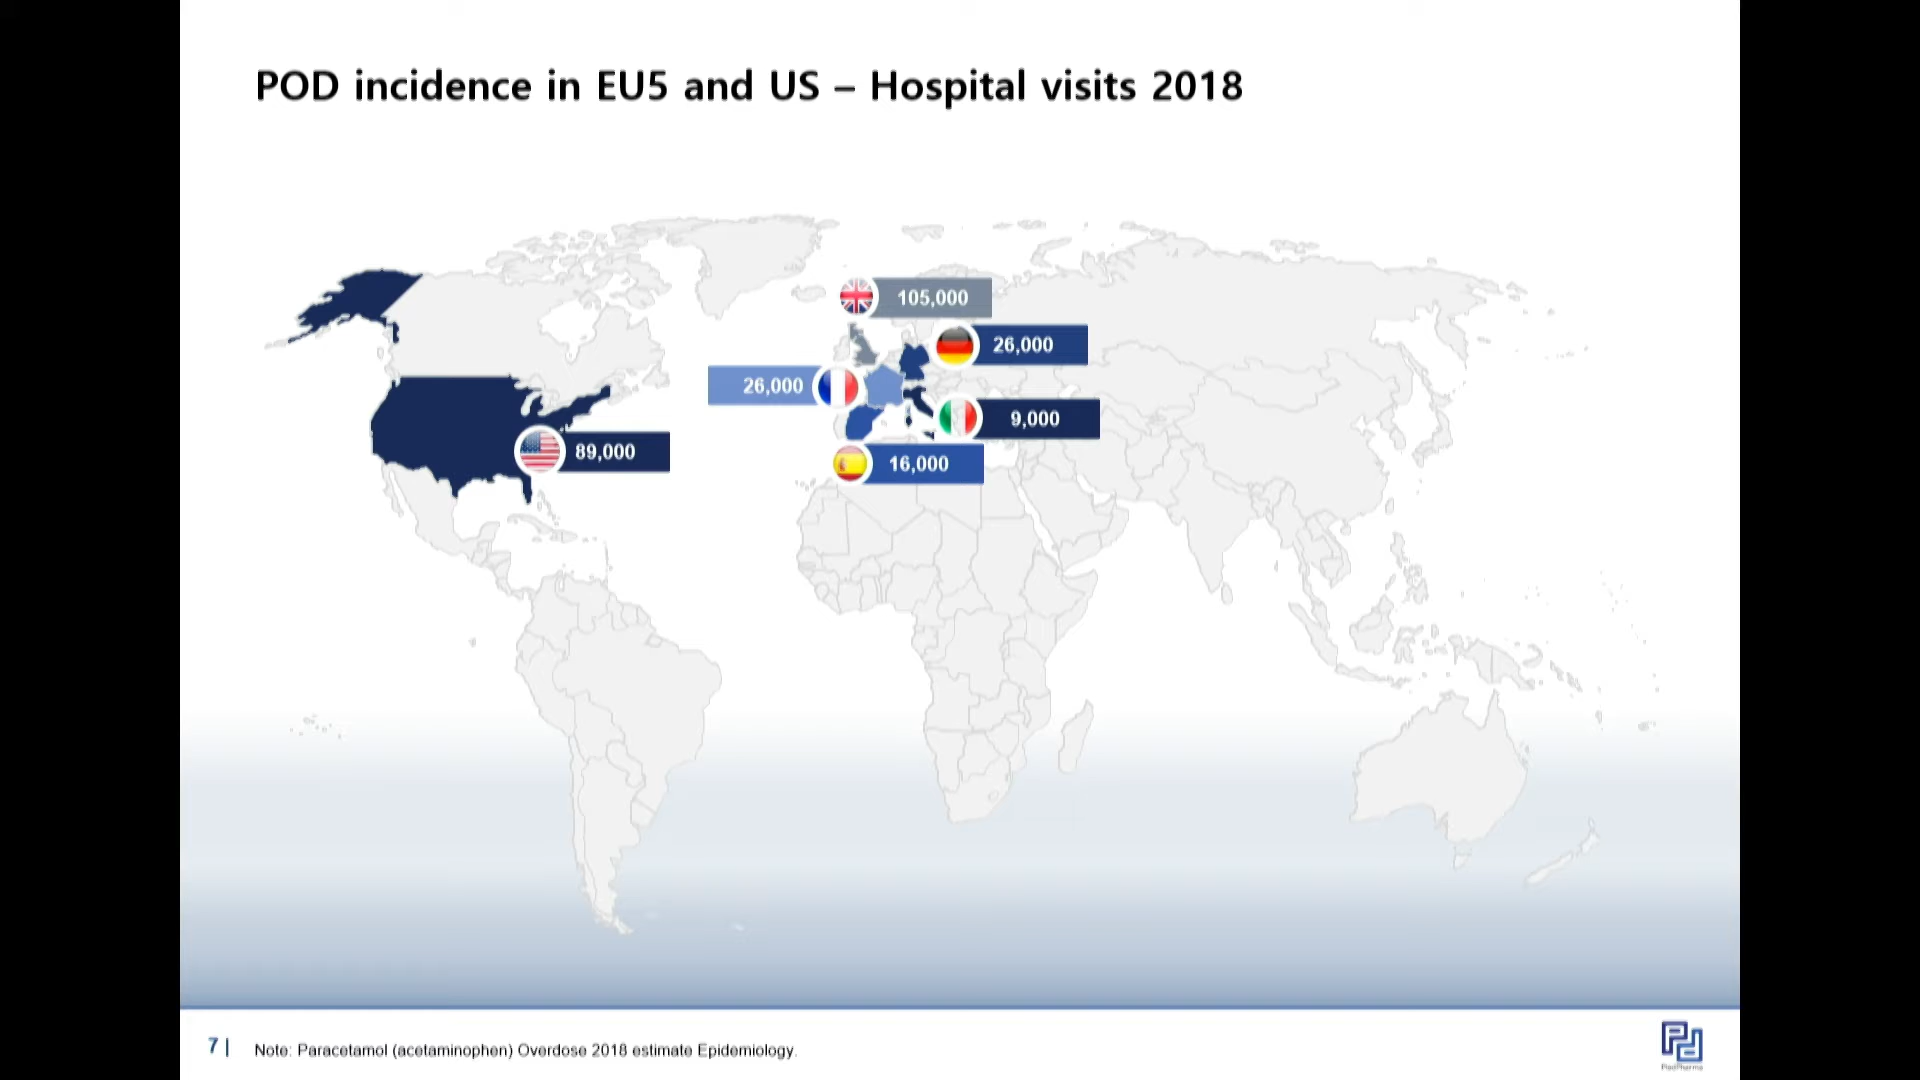 POD incidence in EU5 and US – Hospital visits 2018
105,000
26,000
26,000
9,000
89,000
16,000
7 |
Note: Paracetamol (acetaminophen) Overdose 2018 estimate Epidemiology.
PledPharma